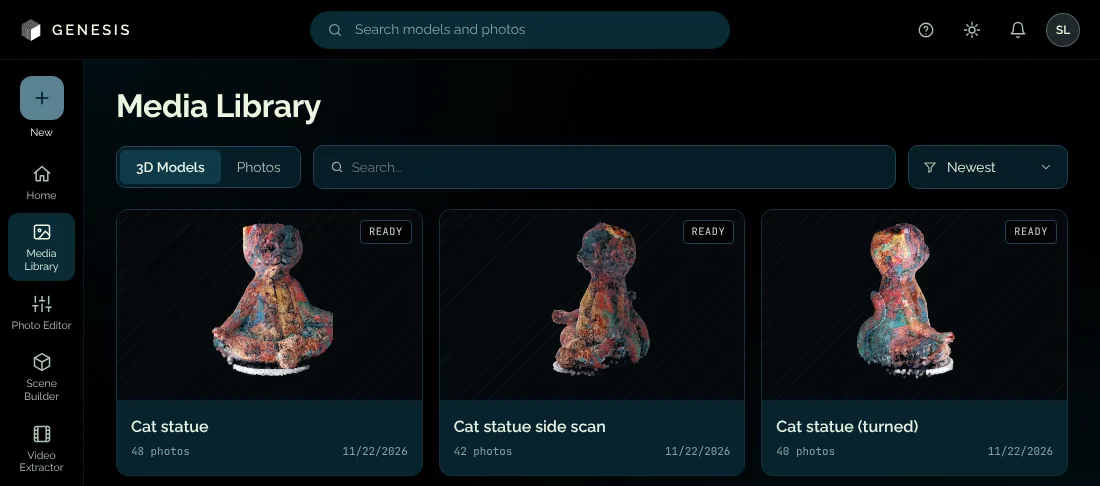 GENESIS
Search models and photos
SL
New
Home
Media
Library
Photo Editor
Scene
Builder
Video
Extractor
Media Library
3D Models
Photos
Search...
Newest
READY
Cat statue
48 photos
11/22/2026
READY
Cat statue side scan
42 photos
11/22/2026
READY
Cat statue (turned)
40 photos
11/22/2026